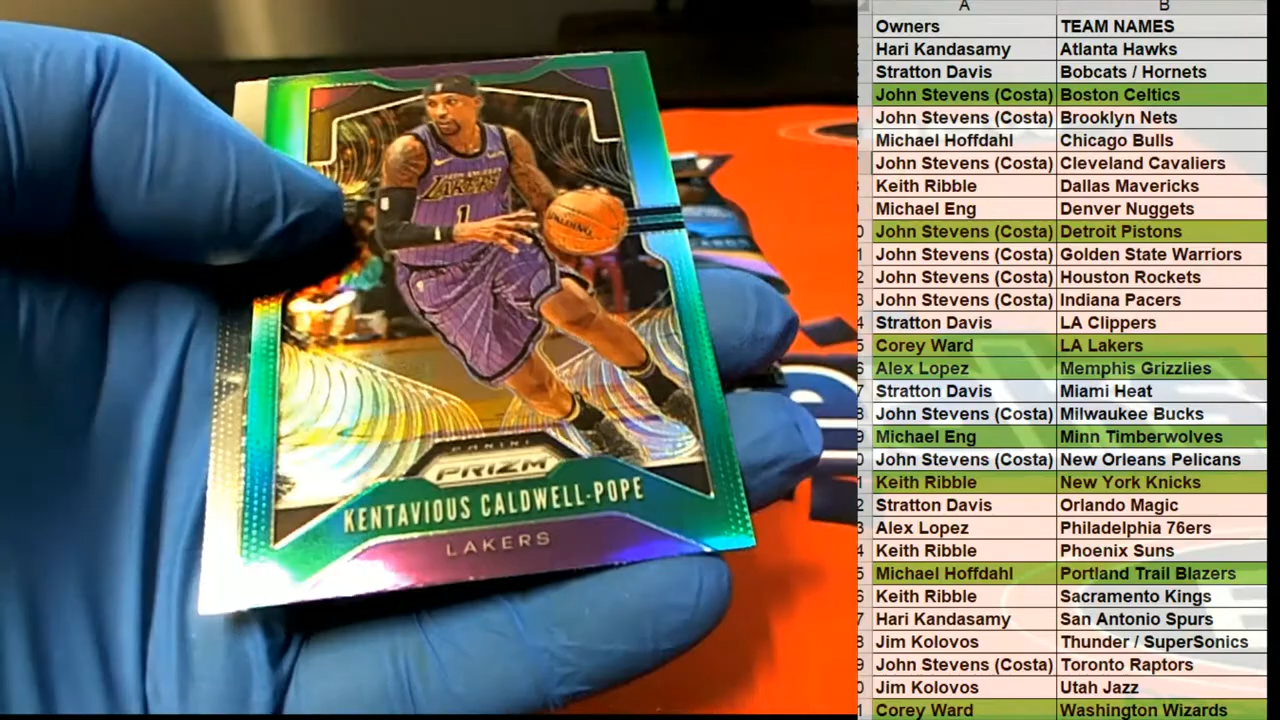 LAKERS
1
SPALDING
PANINI
PRIZM
KENTAVIOUS CALDWELL-POPE
LAKERS
A B
Owners TEAM NAMES
Hari Kandasamy Atlanta Hawks
Stratton Davis Bobcats / Hornets
John Stevens (Costa) Boston Celtics
John Stevens (Costa) Brooklyn Nets
Michael Hoffdahl Chicago Bulls
John Stevens (Costa) Cleveland Cavaliers
Keith Ribble Dallas Mavericks
Michael Eng Denver Nuggets
John Stevens (Costa) Detroit Pistons
John Stevens (Costa) Golden State Warriors
John Stevens (Costa) Houston Rockets
John Stevens (Costa) Indiana Pacers
Stratton Davis LA Clippers
Corey Ward LA Lakers
Alex Lopez Memphis Grizzlies
Stratton Davis Miami Heat
John Stevens (Costa) Milwaukee Bucks
Michael Eng Minn Timberwolves
John Stevens (Costa) New Orleans Pelicans
Keith Ribble New York Knicks
Stratton Davis Orlando Magic
Alex Lopez Philadelphia 76ers
Keith Ribble Phoenix Suns
Michael Hoffdahl Portland Trail Blazers
Keith Ribble Sacramento Kings
Hari Kandasamy San Antonio Spurs
Jim Kolovos Thunder / SuperSonics
John Stevens (Costa) Toronto Raptors
Jim Kolovos Utah Jazz
Corey Ward Washington Wizards